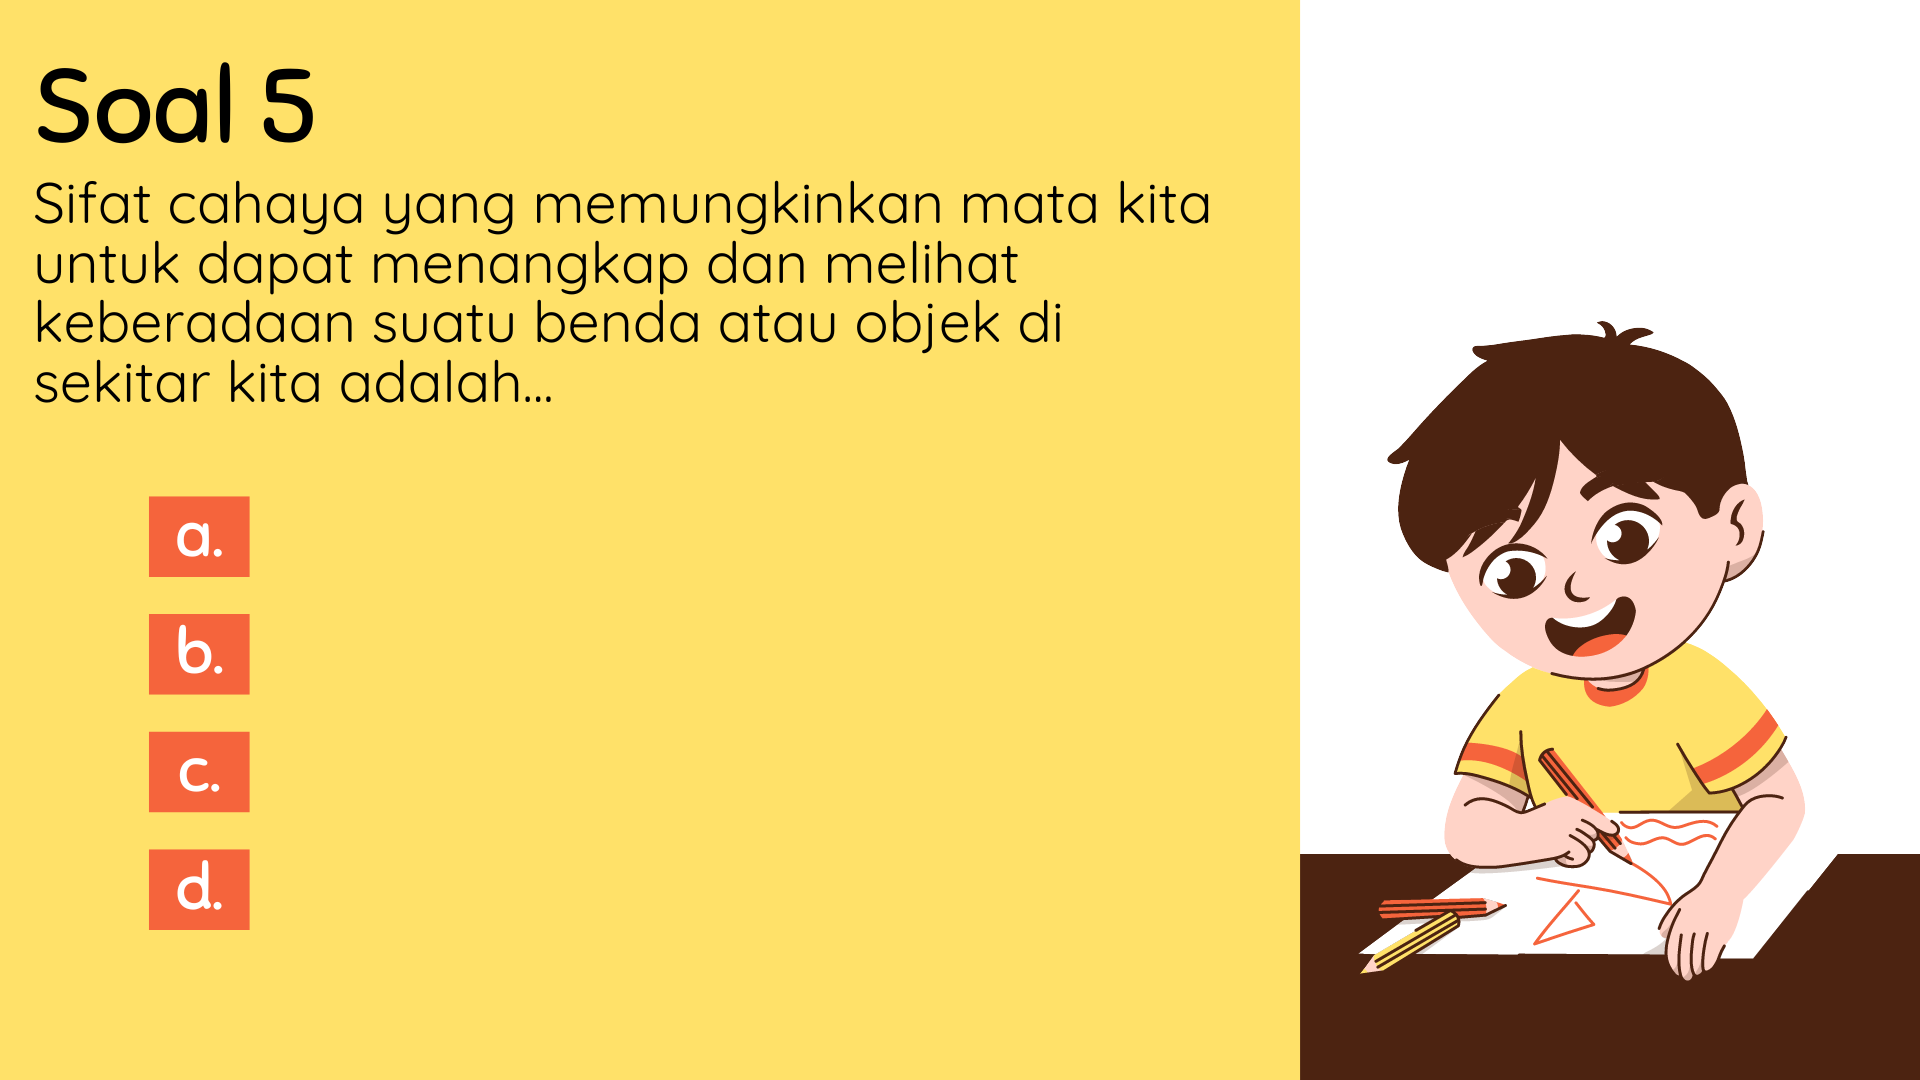 Soal 5
Sifat cahaya yang memungkinkan mata kita
untuk dapat menangkap dan melihat
keberadaan suatu benda atau objek di
sekitar kita adalah...
a.
b.
c.
d.